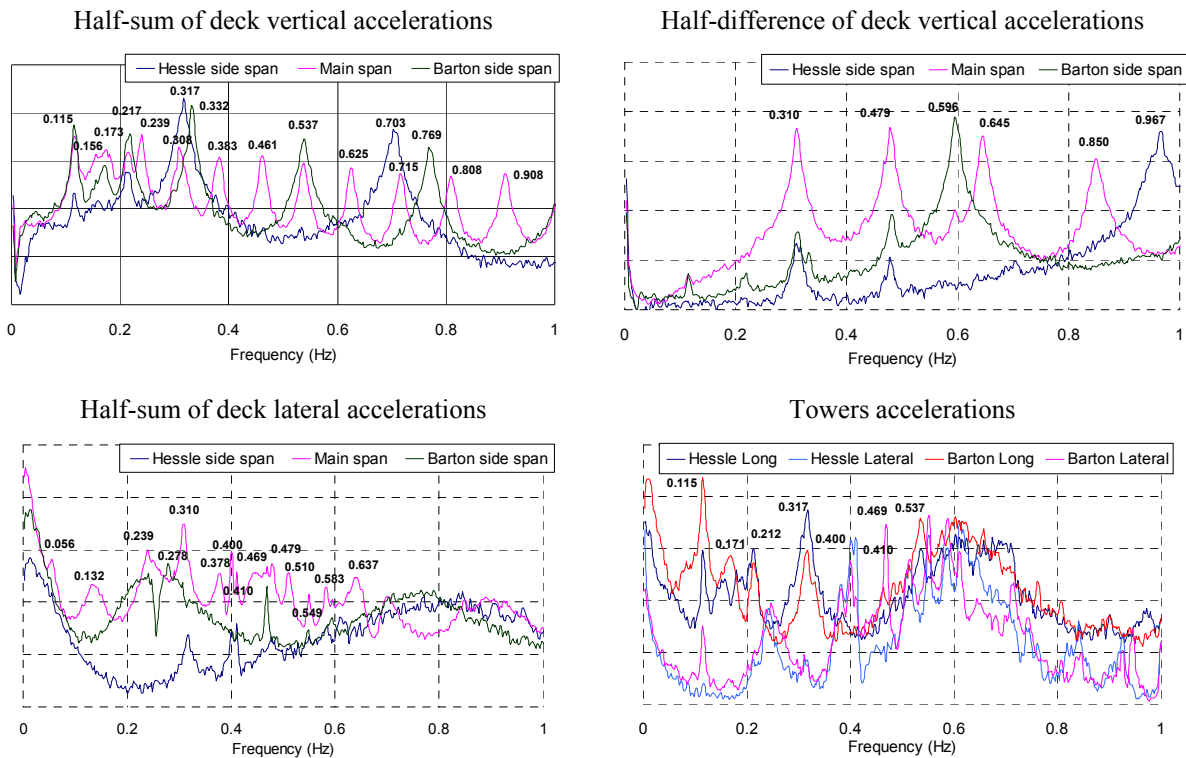 Half-sum of deck vertical accelerations
Hessle side span Main span Barton side span
0.317
0.115 0.217 0.332
0.173 0.239 0.537 0.703
0.156 0.308 0.383 0.461 0.769
0.625 0.715 0.808 0.908
0 0.2 0.4 0.6 0.8 1
Frequency (Hz)
Half-difference of deck vertical accelerations
Hessle side span Main span Barton side span
0.310 0.479 0.596 0.645 0.967
0.850
0 0.2 0.4 0.6 0.8 1
Frequency (Hz)
Half-sum of deck lateral accelerations
Hessle side span Main span Barton side span
0.310
0.239 0.400 0.479
0.056 0.278 0.378 0.469 0.637
0.132 0.410 0.510 0.583
0.549
0 0.2 0.4 0.6 0.8 1
Frequency (Hz)
Towers accelerations
Hessle Long Hessle Lateral Barton Long Barton Lateral
0.115 0.317 0.469 0.537
0.171 0.212 0.400 0.410
0 0.2 0.4 0.6 0.8 1
Frequency (Hz)